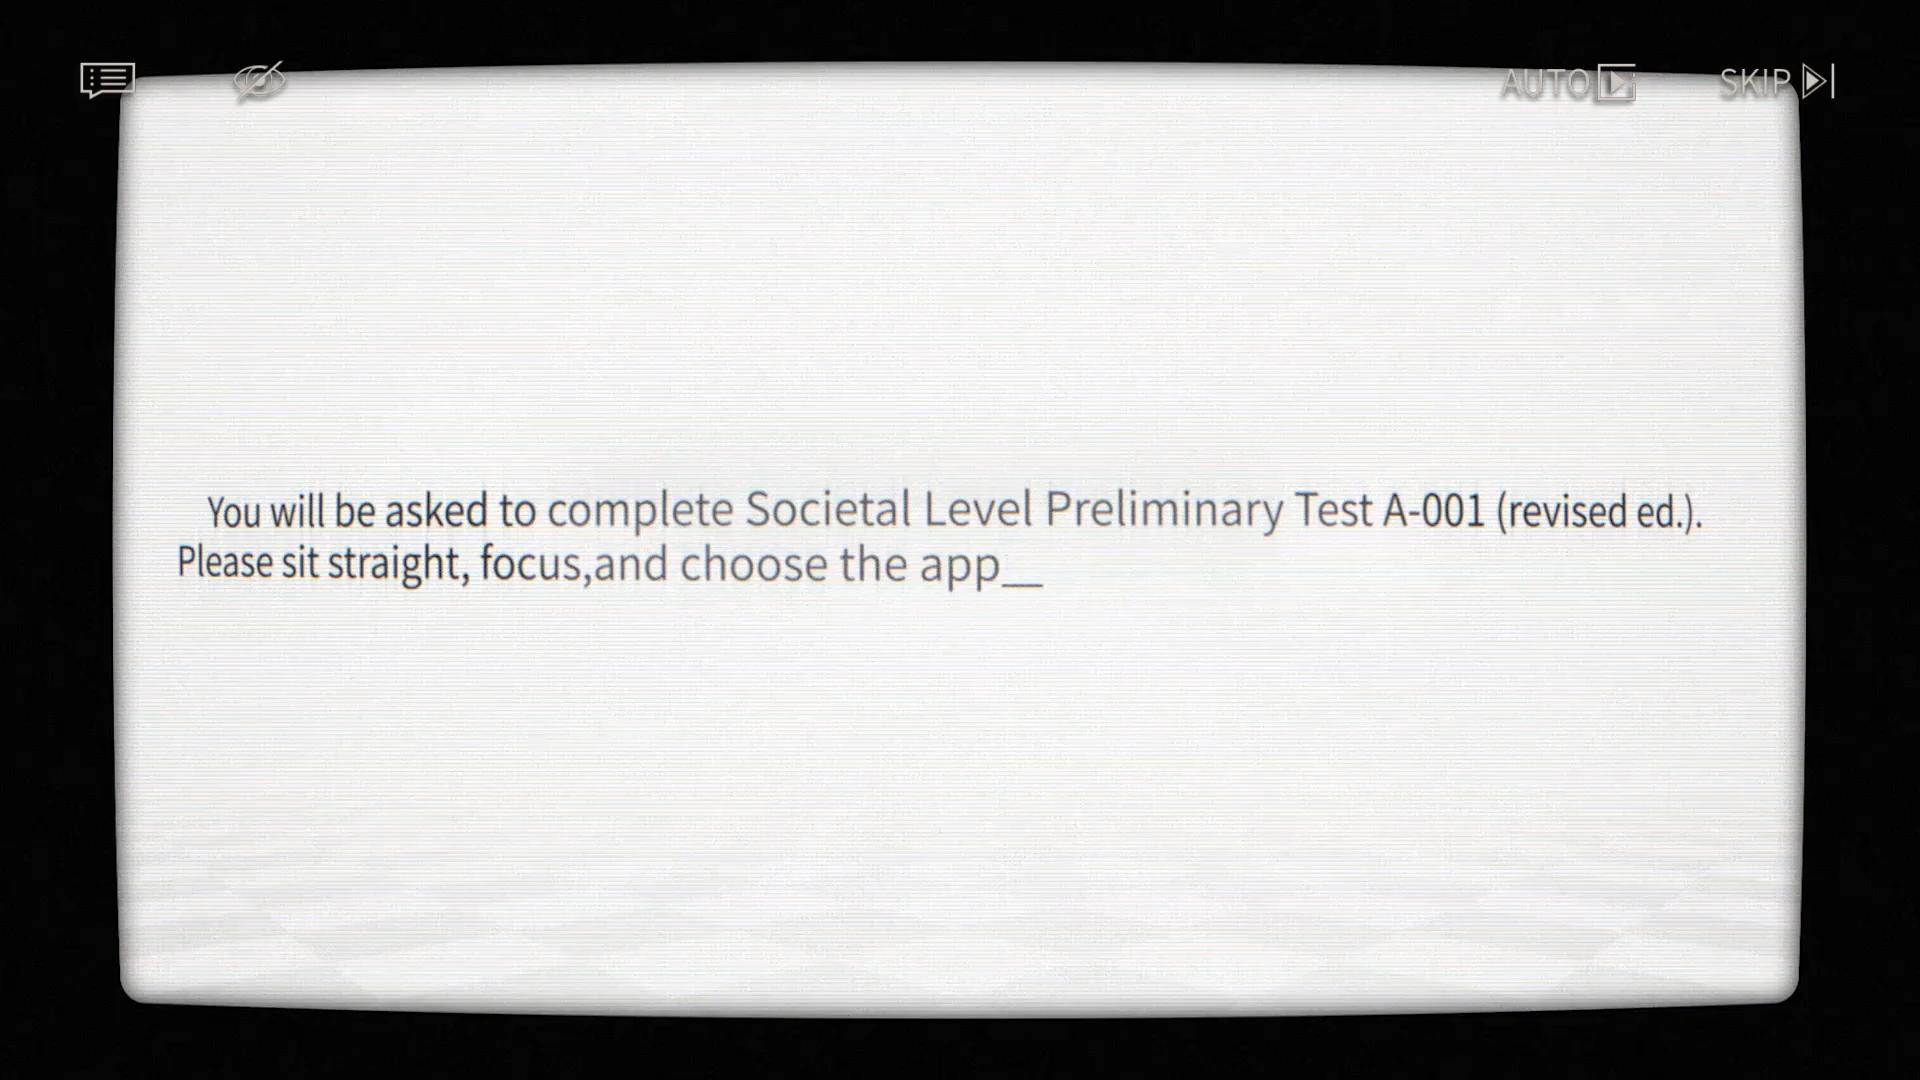 AUTO
SKIP
You will be asked to complete Societal Level Preliminary Test A-001 (revised ed.).
Please sit straight, focus,and choose the app__